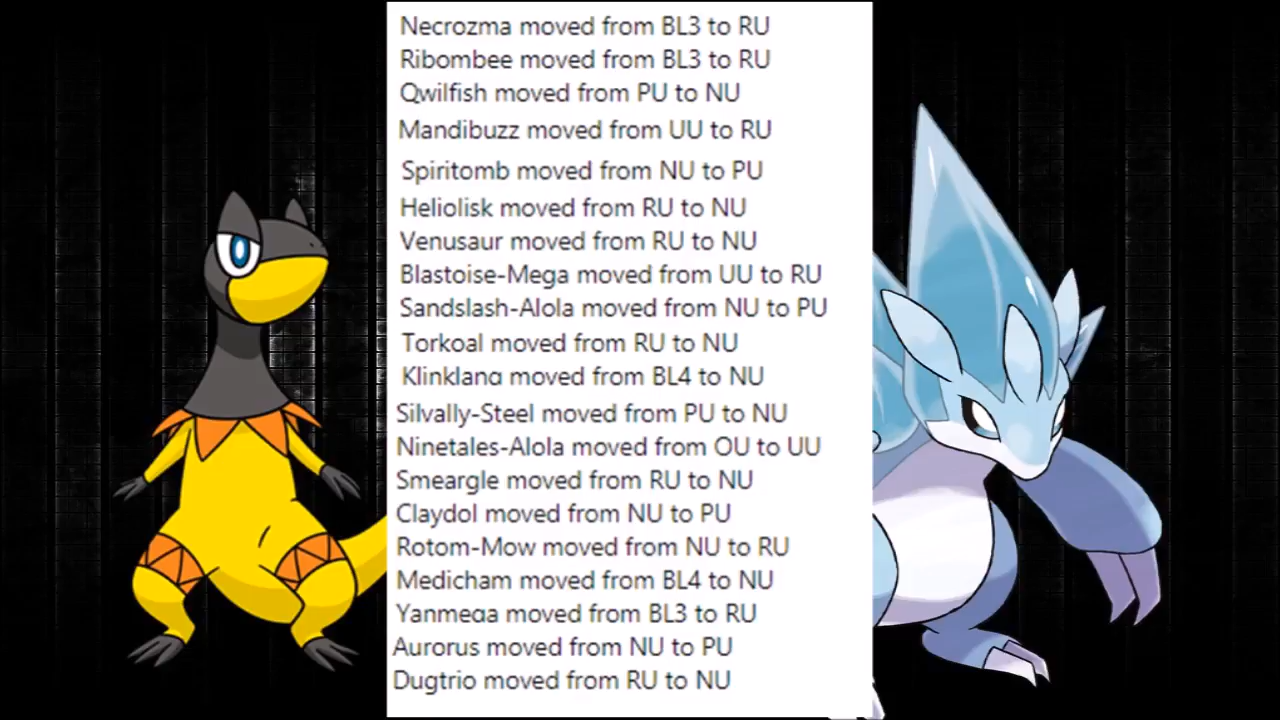 Necrozma moved from BL3 to RU
Ribombee moved from BL3 to RU
Qwilfish moved from PU to NU
Mandibuzz moved from UU to RU
Spiritomb moved from NU to PU
Heliolisk moved from RU to NU
Venusaur moved from RU to NU
Blastoise-Mega moved from UU to RU
Sandslash-Alola moved from NU to PU
Torkoal moved from RU to NU
Klinklang moved from BL4 to NU
Silvally-Steel moved from PU to NU
Ninetales-Alola moved from OU to UU
Smeargle moved from RU to NU
Claydol moved from NU to PU
Rotom-Mow moved from NU to RU
Medicham moved from BL4 to NU
Yanmega moved from BL3 to RU
Aurorus moved from NU to PU
Dugtrio moved from RU to NU